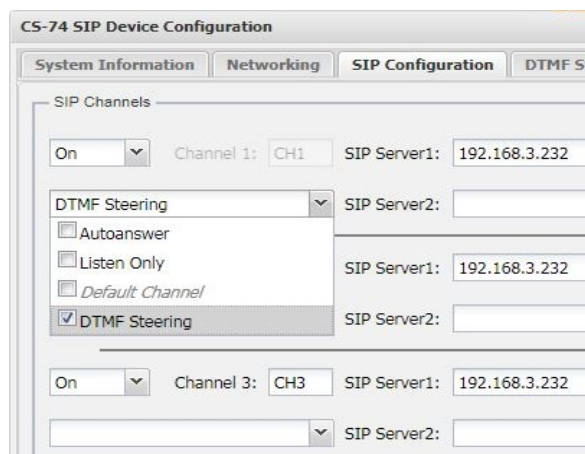 CS-74 SIP Device Configuration
System Information Networking SIP Configuration DTMF S
SIP Channels
On Channel 1: CH1 SIP Server1: 192.168.3.232
DTMF Steering SIP Server2:
Autoanswer
Listen Only SIP Server1: 192.168.3.232
Default Channel
DTMF Steering SIP Server2:
On Channel 3: CH3 SIP Server1: 192.168.3.232
SIP Server2: